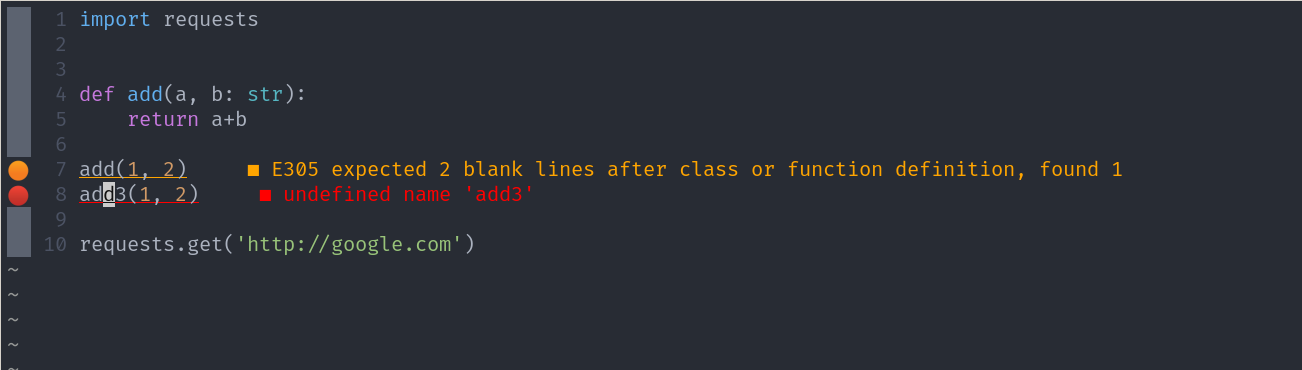 1 import requests
2
3
4 def add(a, b: str):
5     return a+b
6
7 add(1, 2)     ■ E305 expected 2 blank lines after class or function definition, found 1
8 add3(1, 2)     ■ undefined name 'add3'
9
10 requests.get('http://google.com')
~
~
~
~
~